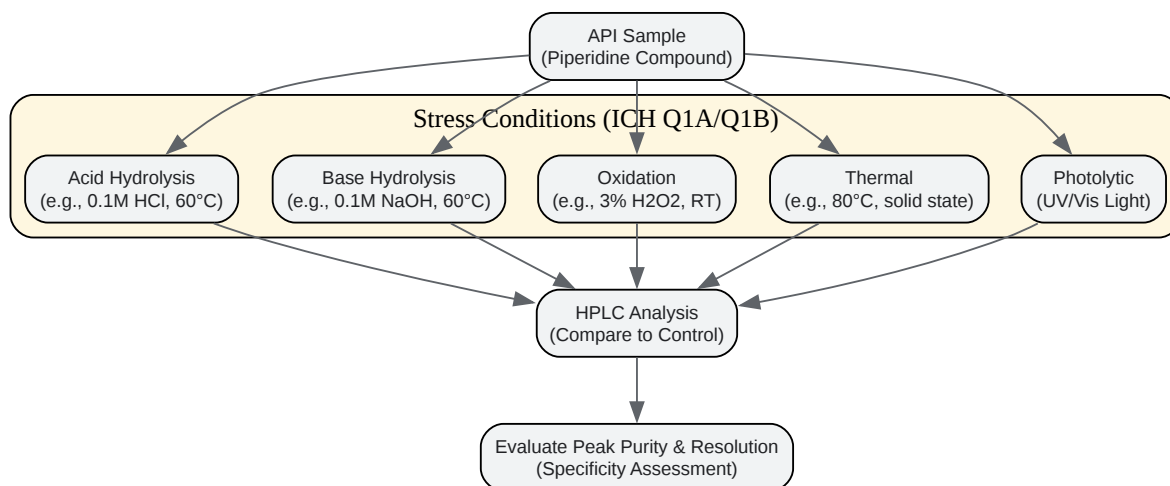 API Sample
(Piperidine Compound)
Stress Conditions (ICH Q1A/Q1B)
Acid Hydrolysis
(e.g., 0.1M HCl, 60°C)
Base Hydrolysis
(e.g., 0.1M NaOH, 60°C)
Oxidation
(e.g., 3% H2O2, RT)
Thermal
(e.g., 80°C, solid state)
Photolytic
(UV/Vis Light)
HPLC Analysis
(Compare to Control)
Evaluate Peak Purity & Resolution
(Specificity Assessment)